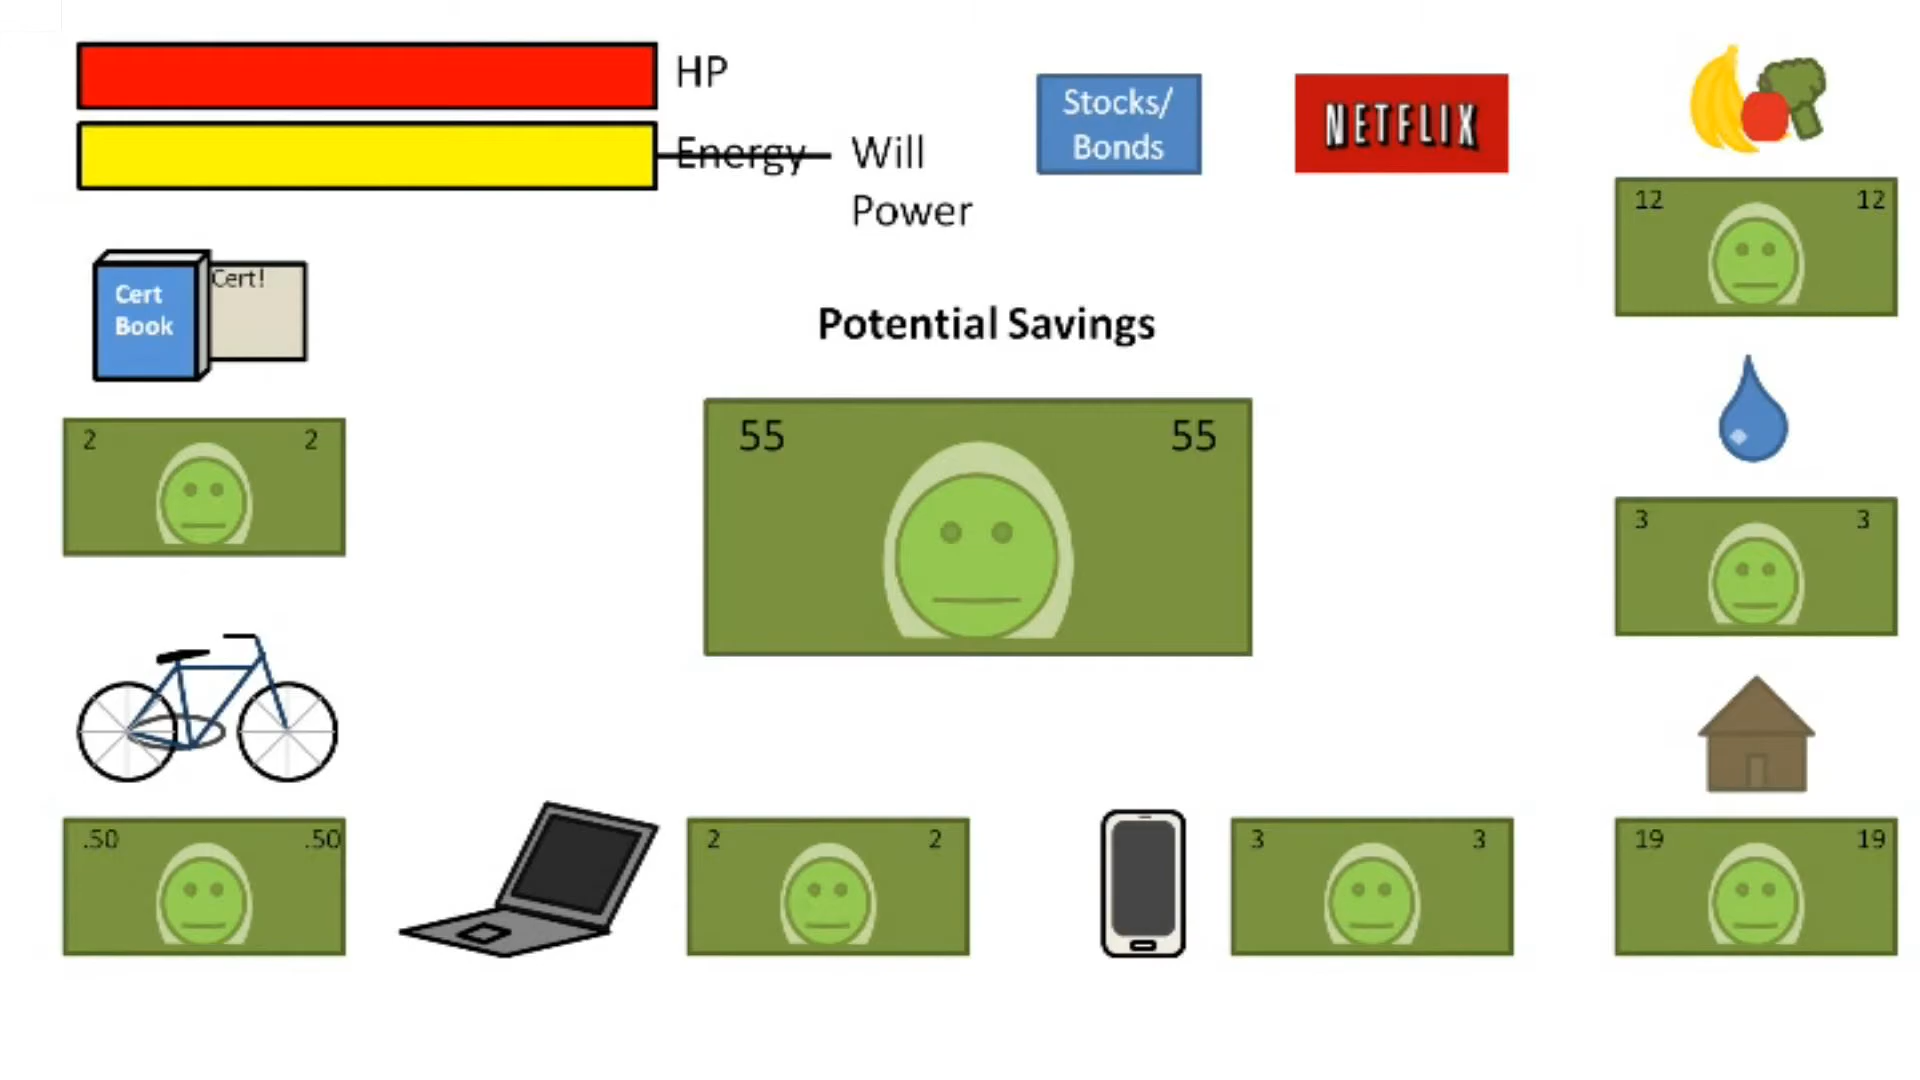 HP
Energy Will
Power
Stocks/
Bonds
NETFLIX
12 12
Cert
Book
Cert!
Potential Savings
2 2
55 55
3 3
.50 .50
2 2
3 3
19 19